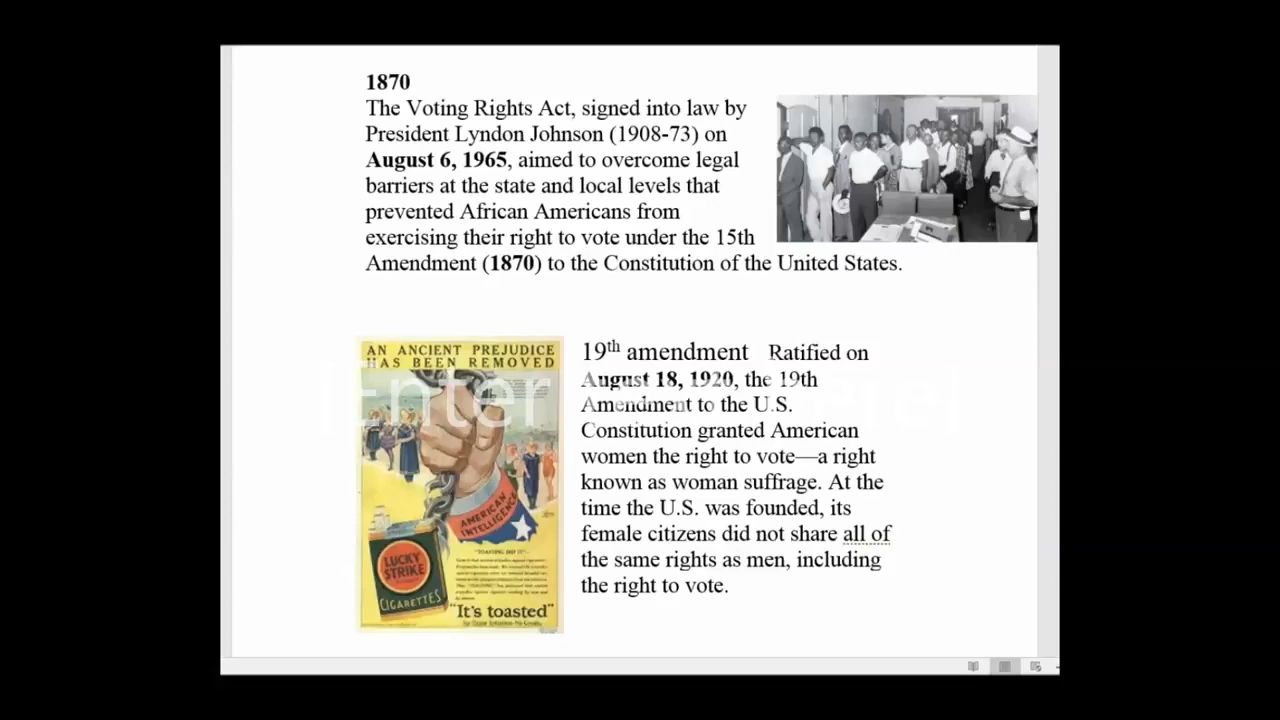 1870
The Voting Rights Act, signed into law by
President Lyndon Johnson (1908-73) on
August 6, 1965, aimed to overcome legal
barriers at the state and local levels that
prevented African Americans from
exercising their right to vote under the 15th
Amendment (1870) to the Constitution of the United States.
AN ANCIENT PREJUDICE
HAS BEEN REMOVED
AMERICAN
INTELLIGENCE
"TOASTING DID IT"-
LUCKY
STRIKE
CIGARETTES
"It's toasted"
19th amendment Ratified on
August 18, 1920, the 19th
Amendment to the U.S.
Constitution granted American
women the right to vote—a right
known as woman suffrage. At the
time the U.S. was founded, its
female citizens did not share all of
the same rights as men, including
the right to vote.
[Enter